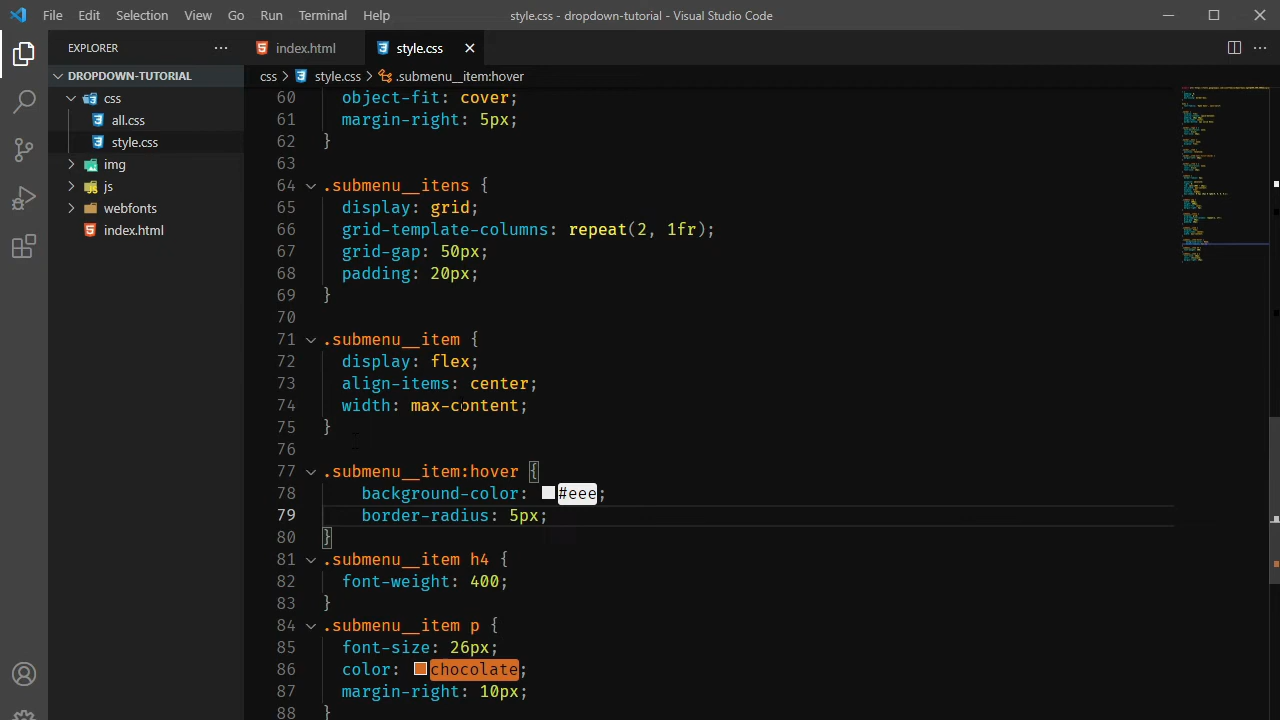 File Edit Selection View Go Run Terminal Help style.css - dropdown-tutorial - Visual Studio Code
EXPLORER ··· index.html style.css
DROPDOWN-TUTORIAL css > style.css > .submenu__item:hover
css
all.css
style.css
img
js
webfonts
index.html
60 object-fit: cover;
61 margin-right: 5px;
62 }
63
64 .submenu__itens {
65 display: grid;
66 grid-template-columns: repeat(2, 1fr);
67 grid-gap: 50px;
68 padding: 20px;
69 }
70
71 .submenu__item {
72 display: flex;
73 align-items: center;
74 width: max-content;
75 }
76
77 .submenu__item:hover {
78 background-color: #eee;
79 border-radius: 5px;
80 }
81 .submenu__item h4 {
82 font-weight: 400;
83 }
84 .submenu__item p {
85 font-size: 26px;
86 color: chocolate;
87 margin-right: 10px;
88 }